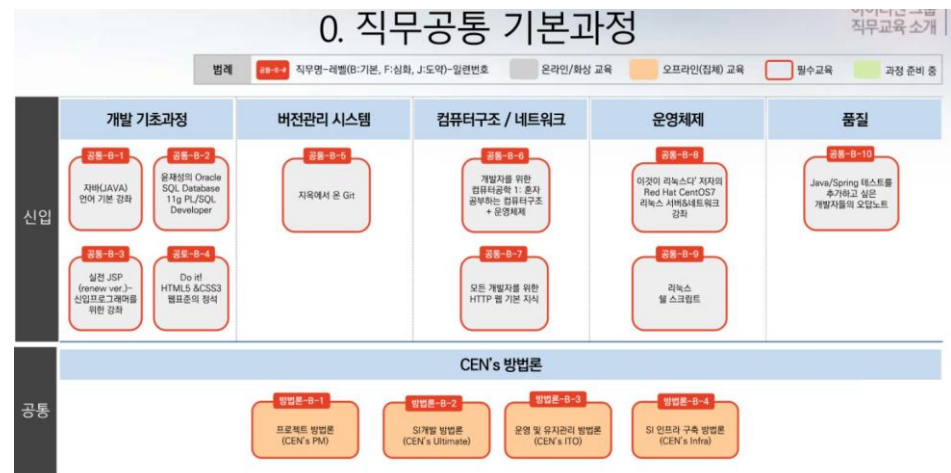 0. 직무공통 기본과정
직무교육 소개
범례
공통-B-# 직무명-레벨(B:기본, F:심화, J:도약)-일련번호
온라인/화상 교육
오프라인(집체) 교육
필수교육
과정 준비 중
신입
개발 기초과정
공통-B-1
자바(JAVA)
언어 기본 강좌
공통-B-2
윤재성의 Oracle
SQL Database
11g PL/SQL
Developer
공통-B-3
실전 JSP
(renew ver.)-
신입프로그래머를
위한 강좌
공토-B-4
Do it!
HTML5 &CSS3
웹표준의 정석
버전관리 시스템
공통-B-5
지옥에서 온 Git
컴퓨터구조 / 네트워크
공통-B-6
개발자를 위한
컴퓨터공학 1: 혼자
공부하는 컴퓨터구조
+ 운영체제
공통-B-7
모든 개발자를 위한
HTTP 웹 기본 지식
운영체제
공통-B-8
이것이 리눅스다' 저자의
Red Hat CentOS7
리눅스 서버&네트워크
강좌
공통-B-9
리눅스
쉘 스크립트
품질
공통-B-10
Java/Spring 테스트를
추가하고 싶은
개발자들의 오답노트
공통
CEN's 방법론
방법론-B-1
프로젝트 방법론
(CEN's PM)
방법론-B-2
SI개발 방법론
(CEN's Ultimate)
방법론-B-3
운영 및 유지관리 방법론
(CEN's ITO)
방법론-B-4
SI 인프라 구축 방법론
(CEN's Infra)